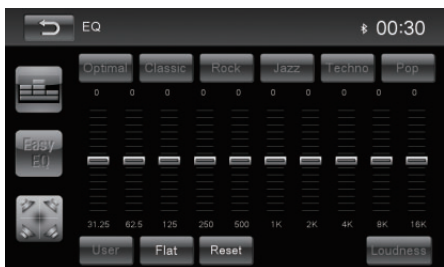 EQ 00:30
Optimal Classic Rock Jazz Techno Pop
0 0 0 0 0 0 0 0 0 0
Easy
EQ
31.25 62.5 125 250 500 1K 2K 4K 8K 16K
User Flat Reset Loudness